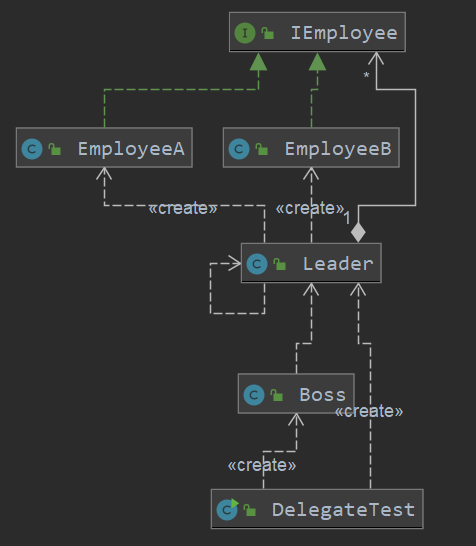 I IEmployee
*
C EmployeeA
C EmployeeB
«create»
«create»
1
C Leader
C Boss
«create»
«create»
C DelegateTest